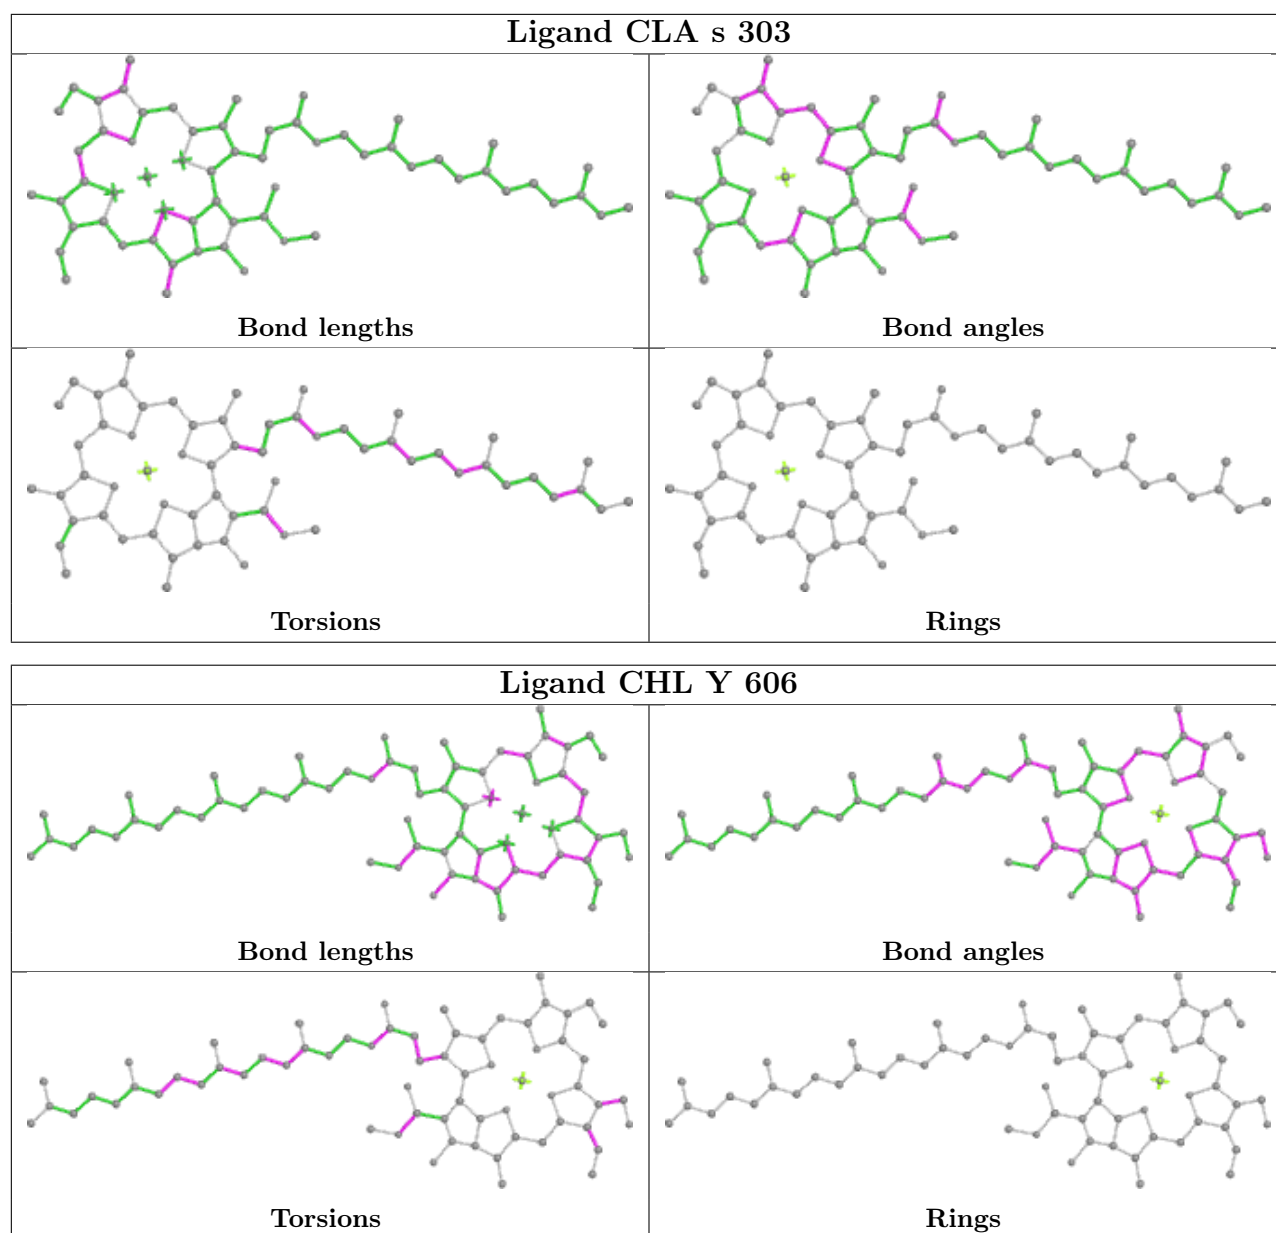 Ligand CLA s 303
Bond lengths
Bond angles
Torsions
Rings
Ligand CHL Y 606
Bond lengths
Bond angles
Torsions
Rings